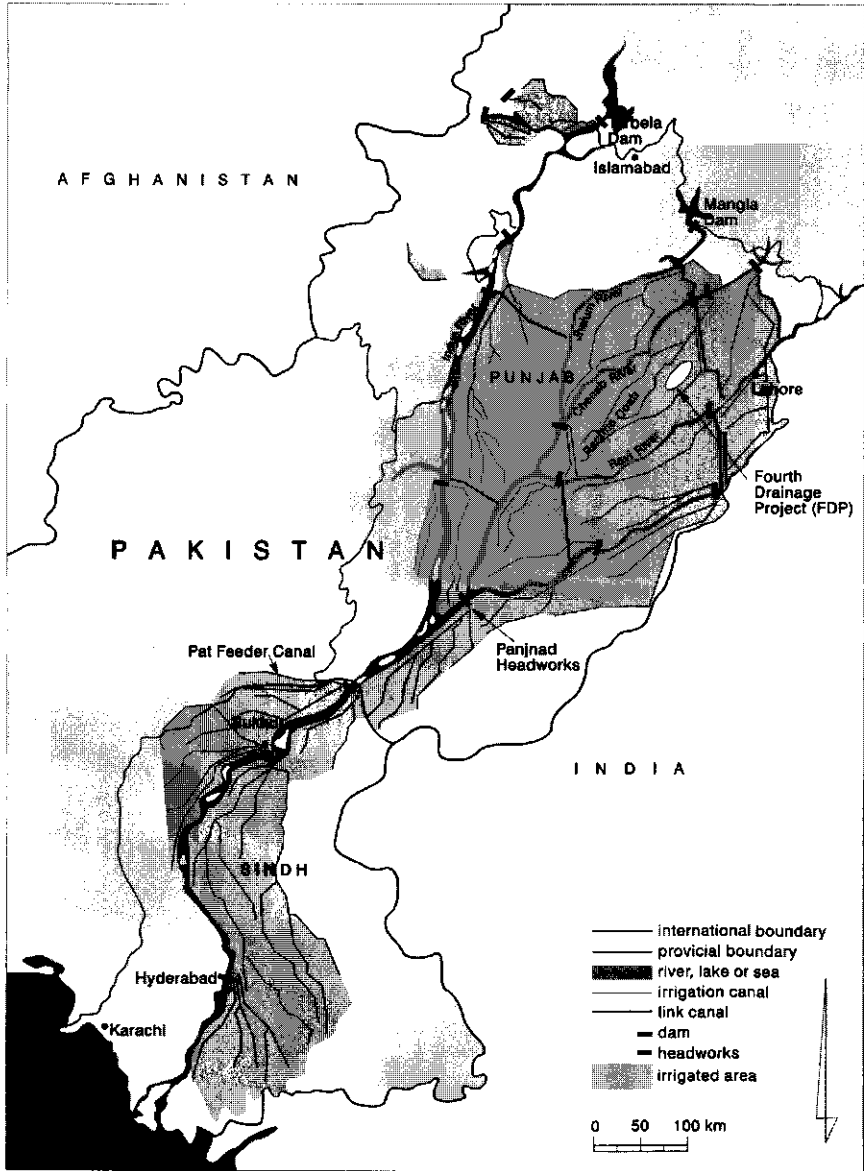 Tarbela
Dam
Islamabad
AFGHANISTAN
Mangla
Dam
Indus River
Jhelum River
PUNJAB
Chenab River
Lahore
Ravi River
Fourth
Drainage
Project (FDP)
PAKISTAN
Panjnad
Headworks
Pat Feeder Canal
INDIA
SINDH
international boundary
provicial boundary
river, lake or sea
irrigation canal
link canal
dam
headworks
irrigated area
Hyderabad
Karachi
0 50 100 km